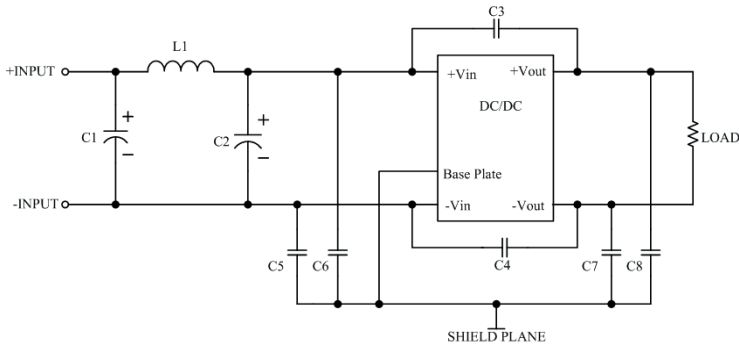 C3
L1
+INPUT
+Vin
+Vout
DC/DC
C1
+
−
C2
+
−
LOAD
Base Plate
-INPUT
-Vin
-Vout
C5
C6
C4
C7
C8
SHIELD PLANE